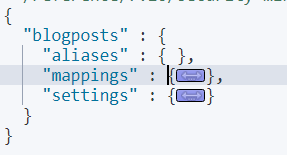 {
"blogposts" : {
"aliases" : { },
"mappings" : {},
"settings" : {}
}
}